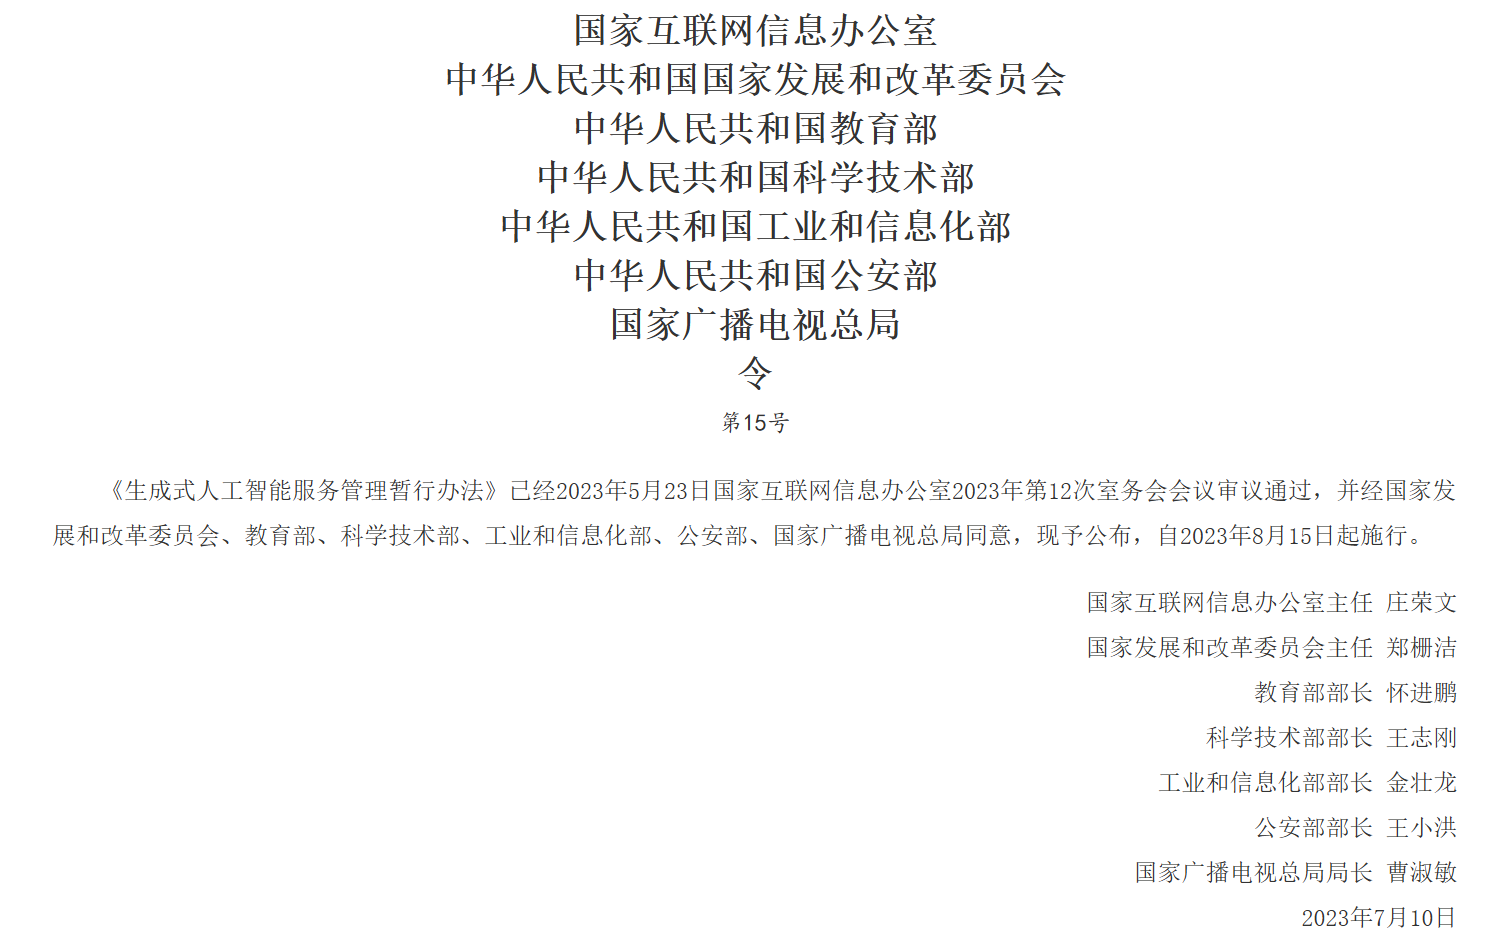 国家互联网信息办公室
中华人民共和国国家发展和改革委员会
中华人民共和国教育部
中华人民共和国科学技术部
中华人民共和国工业和信息化部
中华人民共和国公安部
国家广播电视总局
令
第15号
《生成式人工智能服务管理暂行办法》已经2023年5月23日国家互联网信息办公室2023年第12次室务会会议审议通过，并经国家发
展和改革委员会、教育部、科学技术部、工业和信息化部、公安部、国家广播电视总局同意，现予公布，自2023年8月15日起施行。
国家互联网信息办公室主任 庄荣文
国家发展和改革委员会主任 郑栅洁
教育部部长 怀进鹏
科学技术部部长 王志刚
工业和信息化部部长 金壮龙
公安部部长 王小洪
国家广播电视总局局长 曹淑敏
2023年7月10日